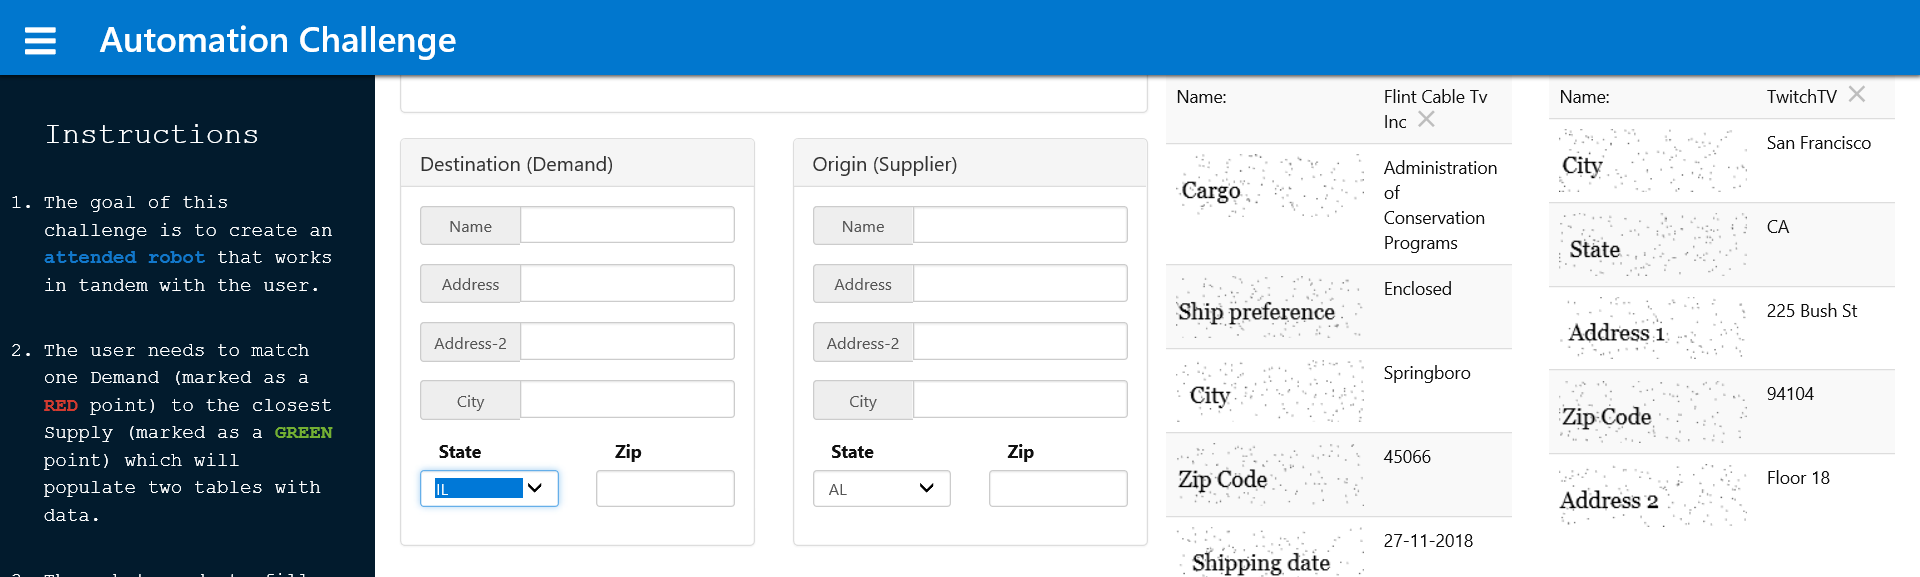 Automation Challenge
Instructions
1. The goal of this
challenge is to create an
attended robot that works
in tandem with the user.
2. The user needs to match
one Demand (marked as a
RED point) to the closest
Supply (marked as a GREEN
point) which will
populate two tables with
data.
Destination (Demand)
Name
Address
Address-2
City
State Zip
IL
Origin (Supplier)
Name
Address
Address-2
City
State Zip
AL
Name: Flint Cable Tv
Inc
Cargo Administration
of
Conservation
Programs
Ship preference Enclosed
City Springboro
Zip Code 45066
Shipping date 27-11-2018
Name: TwitchTV
City San Francisco
State CA
Address 1 225 Bush St
Zip Code 94104
Address 2 Floor 18